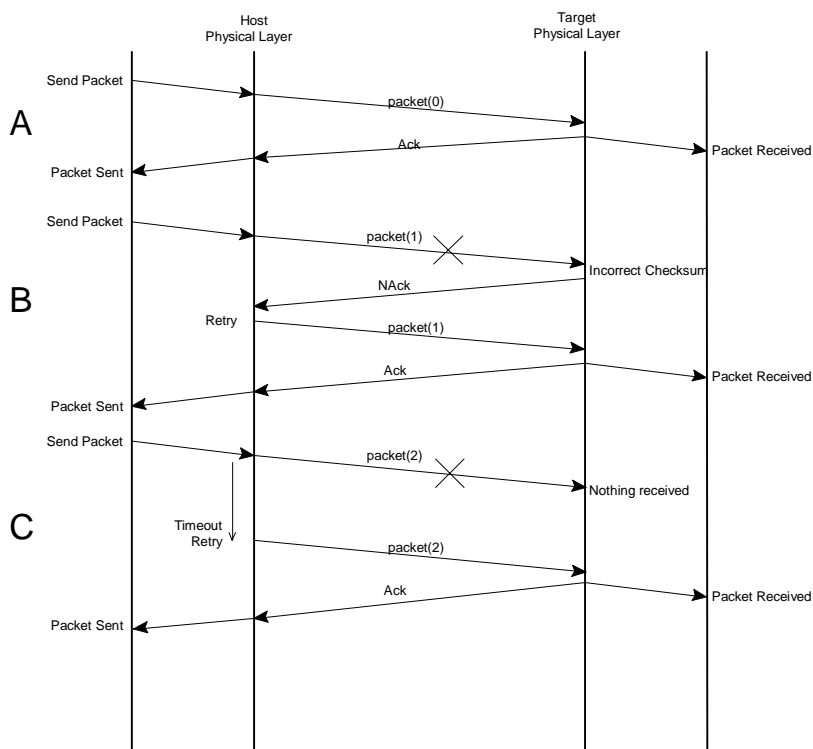 Host
Physical Layer
Target
Physical Layer
Send Packet
packet(0)
A
Ack
Packet Received
Packet Sent
Send Packet
packet(1)
Incorrect Checksum
NAck
B
Retry
packet(1)
Ack
Packet Received
Packet Sent
Send Packet
packet(2)
Nothing received
C
Timeout
Retry
packet(2)
Ack
Packet Received
Packet Sent